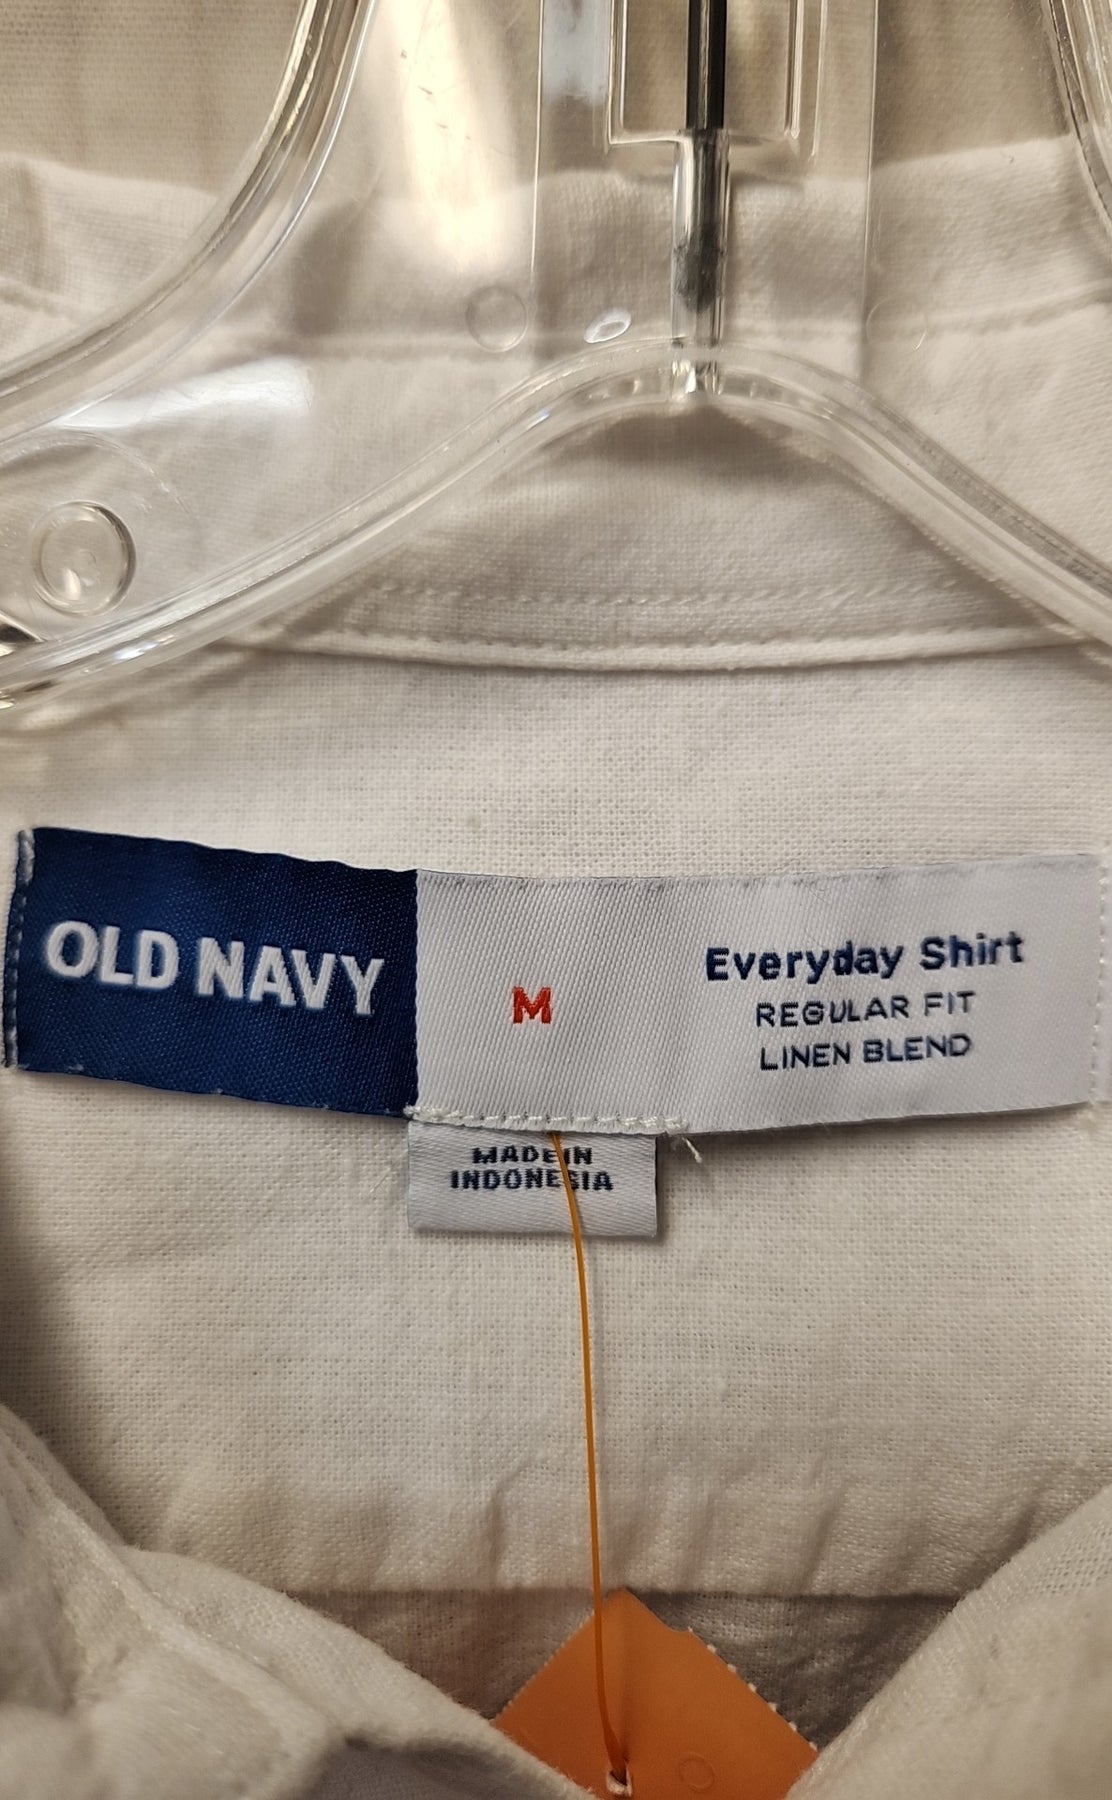 OLD NAVY
M
Everyday Shirt
REGULAR FIT
LINEN BLEND
MADE IN
INDONESIA